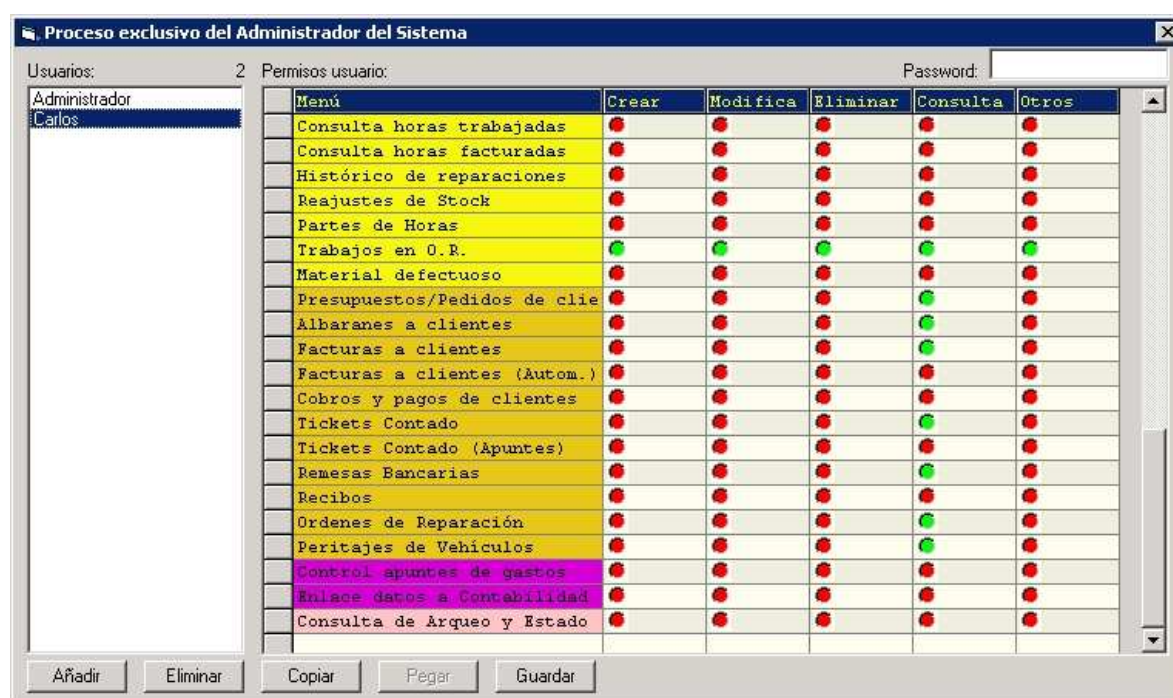 Proceso exclusivo del Administrador del Sistema
Usuarios: 2 Permisos usuario: Password:
Administrador
Carlos
Menú Crear Modifica Eliminar Consulta Otros
Consulta horas trabajadas
Consulta horas facturadas
Histórico de reparaciones
Reajustes de Stock
Partes de Horas
Trabajos en O.R.
Material defectuoso
Presupuestos/Pedidos de clie
Albaranes a clientes
Facturas a clientes
Facturas a clientes (Autom.)
Cobros y pagos de clientes
Tickets Contado
Tickets Contado (Apuntes)
Remesas Bancarias
Recibos
Ordenes de Reparación
Peritajes de Vehículos
Control apuntes de gastos
Enlace datos a Contabilidad
Consulta de Arqueo y Estado
Añadir Eliminar Copiar Pegar Guardar